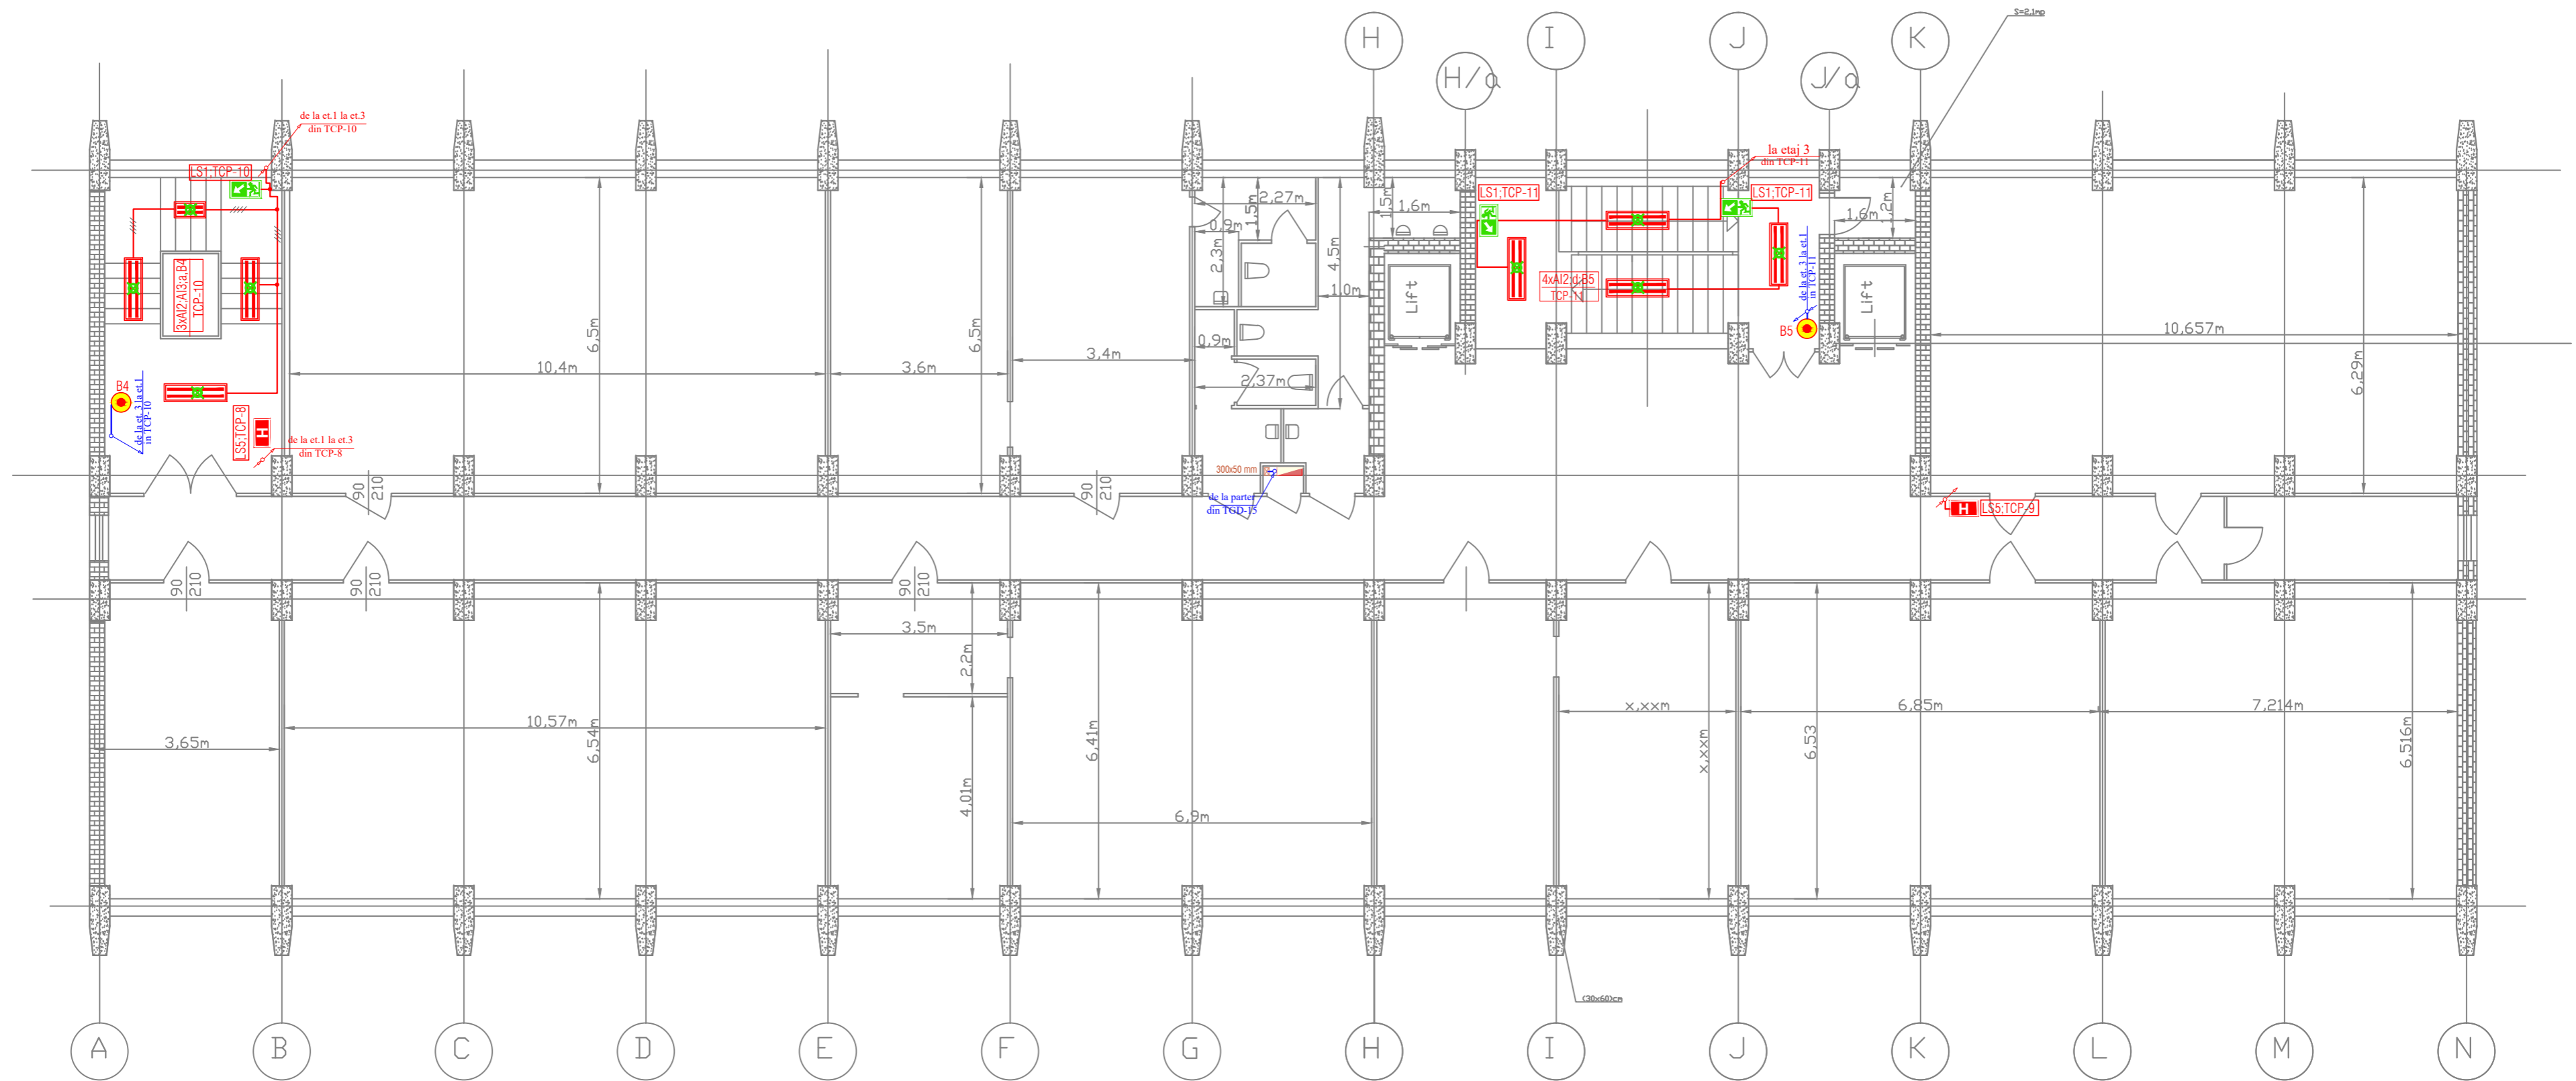 S=2,1mp
H
I
J
K
H/a
J/a
de la et.1 la et.3
din TCP-10
LS1;TCP-10
3xAI2;AI3;a;B4
TCP-10
B4
de la et. 3 la et.1
in TCP-10
LS5;TCP-8
H
de la et.1 la et.3
din TCP-8
6,5m
10,4m
6,5m
3,6m
3,4m
2,27m
1,5m
0,9m
2,3m
4,5m
1,0m
0,9m
2,37m
1,5m
1,6m
Lift
LS1;TCP-11
la etaj 3
din TCP-11
LS1;TCP-11
4xAI2;d;B5
TCP-11
de la et. 3 la et.1
in TCP-11
B5
1,6m
1,2m
Lift
10,657m
6,29m
300x50 mm
de la parter
din TGD-15
90
210
90
210
H
LS5;TCP-9
90
210
90
210
90
210
3,5m
2,2m
4,01m
3,65m
10,57m
6,54m
6,41m
6,9m
x,xxm
x,xxm
6,53
6,85m
7,214m
6,516m
(30x60)cm
A
B
C
D
E
F
G
H
I
J
K
L
M
N